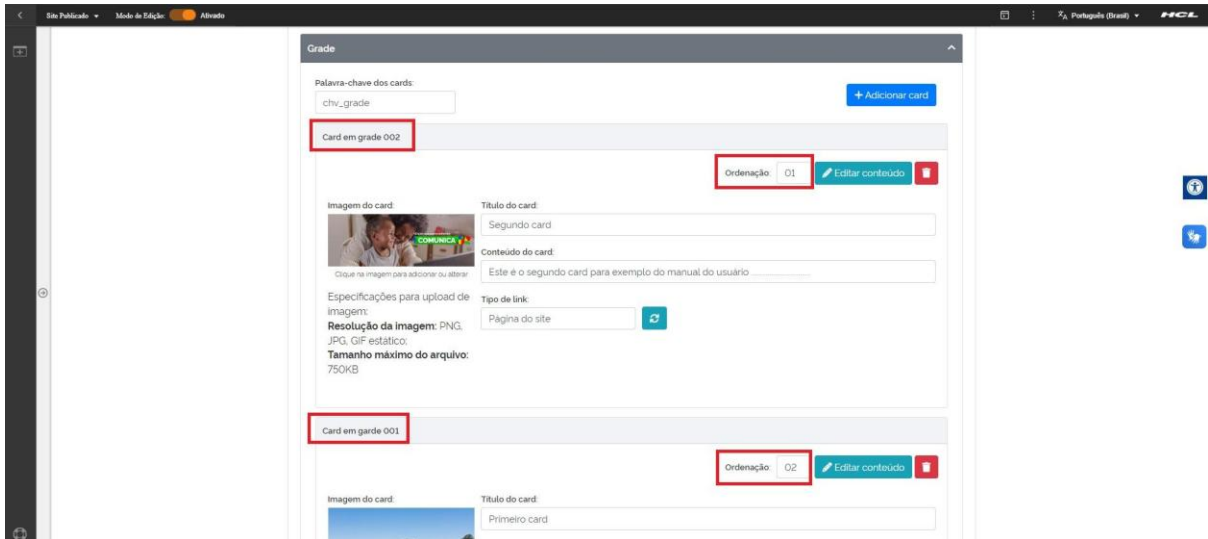 Site Publicado
Modo de Edição:
Ativado
Português (Brasil)
HCL
Grade
Palavra-chave dos cards:
chv_grade
+ Adicionar card
Card em grade 002
Ordenação: 01
Editar conteúdo
Imagem do card:
COMUNICA
Clique na imagem para adicionar ou alterar
Especificações para upload de
imagem:
Resolução da imagem: PNG,
JPG, GIF estático;
Tamanho máximo do arquivo:
750KB
Título do card:
Segundo card
Conteúdo do card:
Este é o segundo card para exemplo do manual do usuário ........................
Tipo de link:
Página do site
Card em garde 001
Ordenação: 02
Editar conteúdo
Imagem do card:
Título do card:
Primeiro card